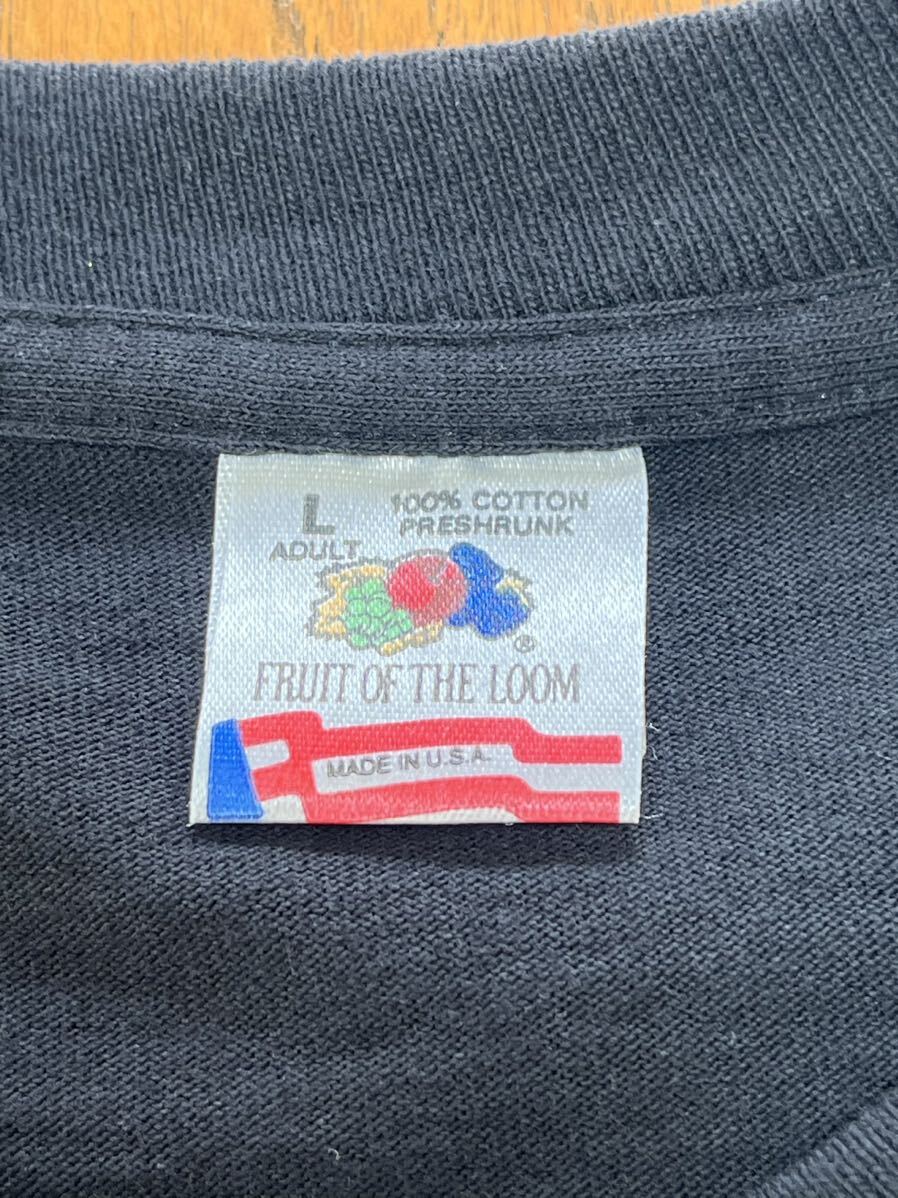 L
ADULT
100% COTTON
PRESHRUNK
®
FRUIT OF THE LOOM
MADE IN U.S.A.